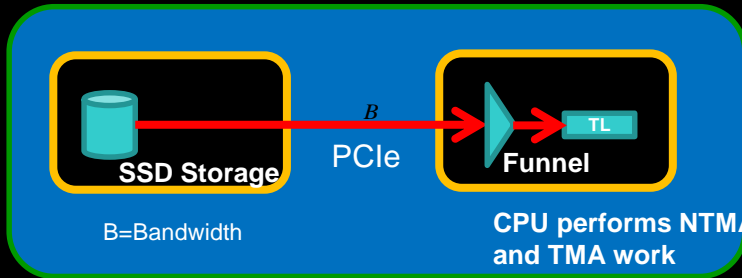 B
TL
SSD Storage
PCIe
Funnel
B=Bandwidth
CPU performs NTMA
and TMA work